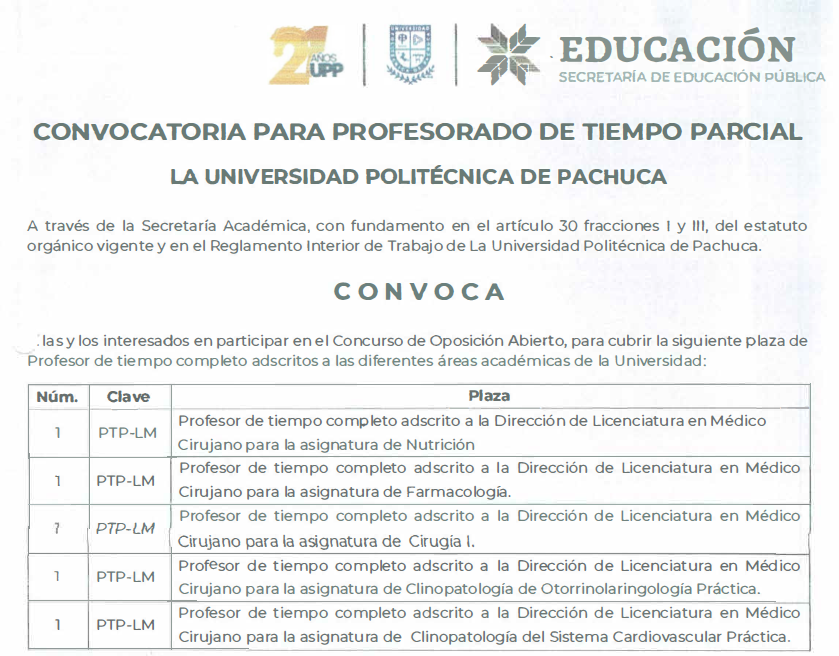 21 AÑOS UPP
EDUCACIÓN
SECRETARÍA DE EDUCACIÓN PÚBLICA
CONVOCATORIA PARA PROFESORADO DE TIEMPO PARCIAL
LA UNIVERSIDAD POLITÉCNICA DE PACHUCA
A través de la Secretaría Académica, con fundamento en el artículo 30 fracciones I y III, del estatuto
orgánico vigente y en el Reglamento Interior de Trabajo de La Universidad Politécnica de Pachuca.
CONVOCA
las y los interesados en participar en el Concurso de Oposición Abierto, para cubrir la siguiente plaza de
Profesor de tiempo completo adscritos a las diferentes áreas académicas de la Universidad:
Núm. Clave Plaza
1 PTP-LM Profesor de tiempo completo adscrito a la Dirección de Licenciatura en Médico
Cirujano para la asignatura de Nutrición
1 PTP-LM Profesor de tiempo completo adscrito a la Dirección de Licenciatura en Médico
Cirujano para la asignatura de Farmacología.
1 PTP-LM Profesor de tiempo completo adscrito a la Dirección de Licenciatura en Médico
Cirujano para la asignatura de Cirugía I.
1 PTP-LM Profesor de tiempo completo adscrito a la Dirección de Licenciatura en Médico
Cirujano para la asignatura de Clinopatología de Otorrinolaringología Práctica.
1 PTP-LM Profesor de tiempo completo adscrito a la Dirección de Licenciatura en Médico
Cirujano para la asignatura de Clinopatología del Sistema Cardiovascular Práctica.